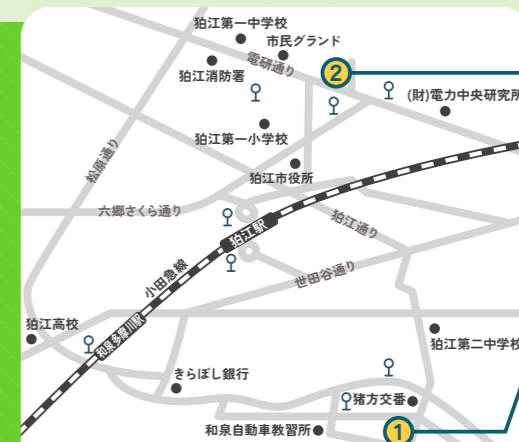 狛江第一中学校
市民グランド
電研通り
狛江消防署
2
(財)電力中央研究所
狛江第一小学校
松原通り
狛江市役所
六郷さくら通り
狛江駅
狛江通り
世田谷通り
小田急線
和泉多摩川駅
狛江高校
狛江第二中学校
きらぼし銀行
猪方交番
和泉自動車教習所
1